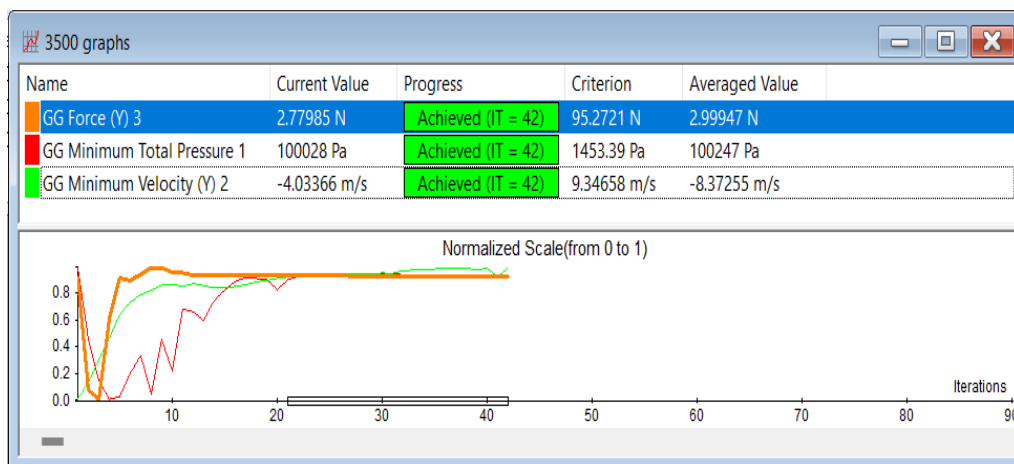 3500 graphs
Name Current Value Progress Criterion Averaged Value
GG Force (Y) 3 2.77985 N Achieved (IT = 42) 95.2721 N 2.99947 N
GG Minimum Total Pressure 1 100028 Pa Achieved (IT = 42) 1453.39 Pa 100247 Pa
GG Minimum Velocity (Y) 2 -4.03366 m/s Achieved (IT = 42) 9.34658 m/s -8.37255 m/s
Normalized Scale(from 0 to 1)
0.8
0.6
0.4
0.2
0.0
Iterations
10 20 30 40 50 60 70 80 90